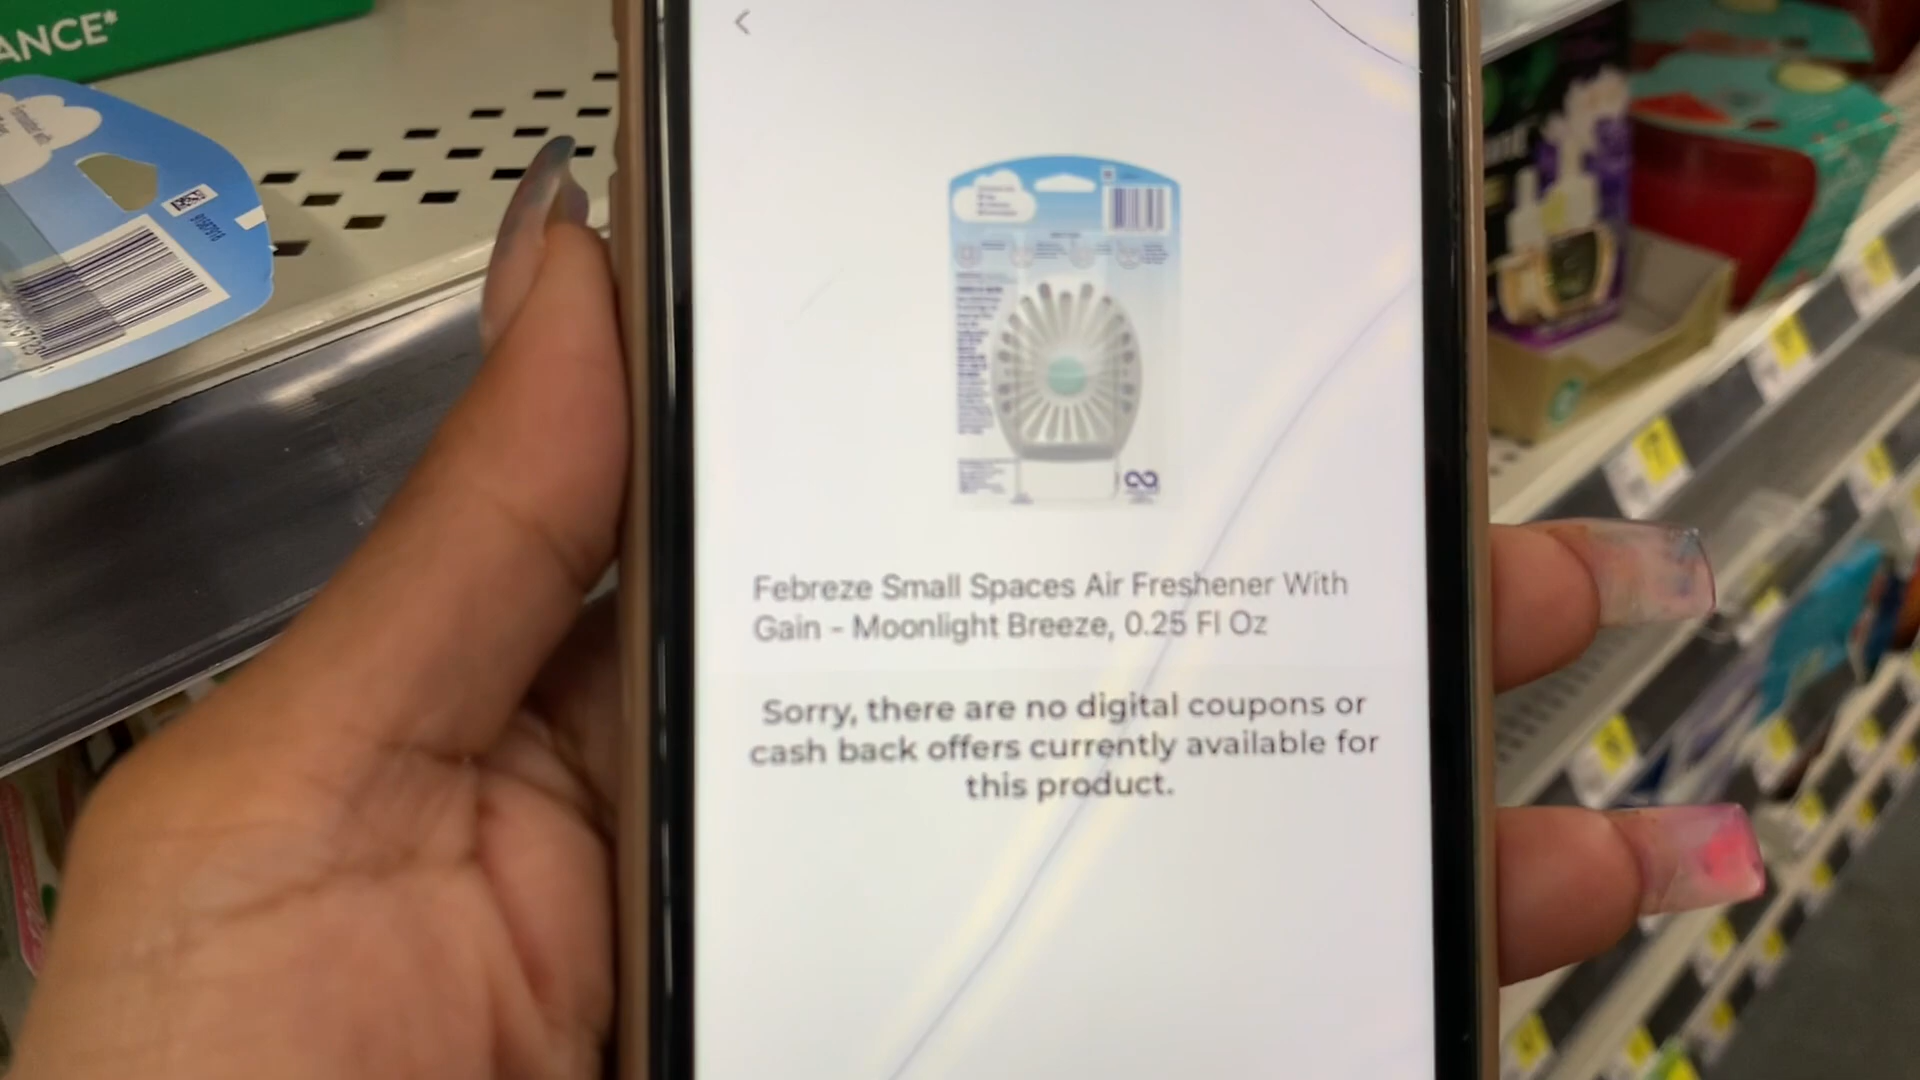 ANCE*
Febreze Small Spaces Air Freshener With
Gain - Moonlight Breeze, 0.25 Fl Oz
Sorry, there are no digital coupons or
cash back offers currently available for
this product.